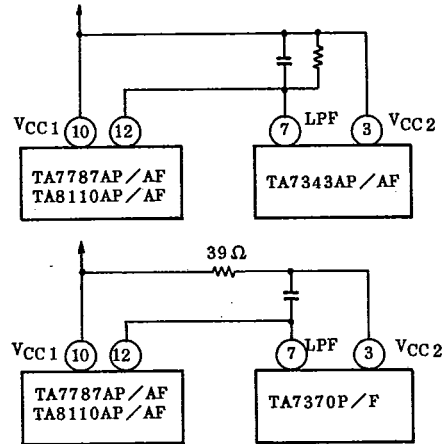 VCC1 10 12 7 LPF 3 VCC2
TA7787AP/AF
TA8110AP/AF
TA7343AP/AF
39Ω
VCC1 10 12 7 LPF 3 VCC2
TA7787AP/AF
TA8110AP/AF
TA7370P/F